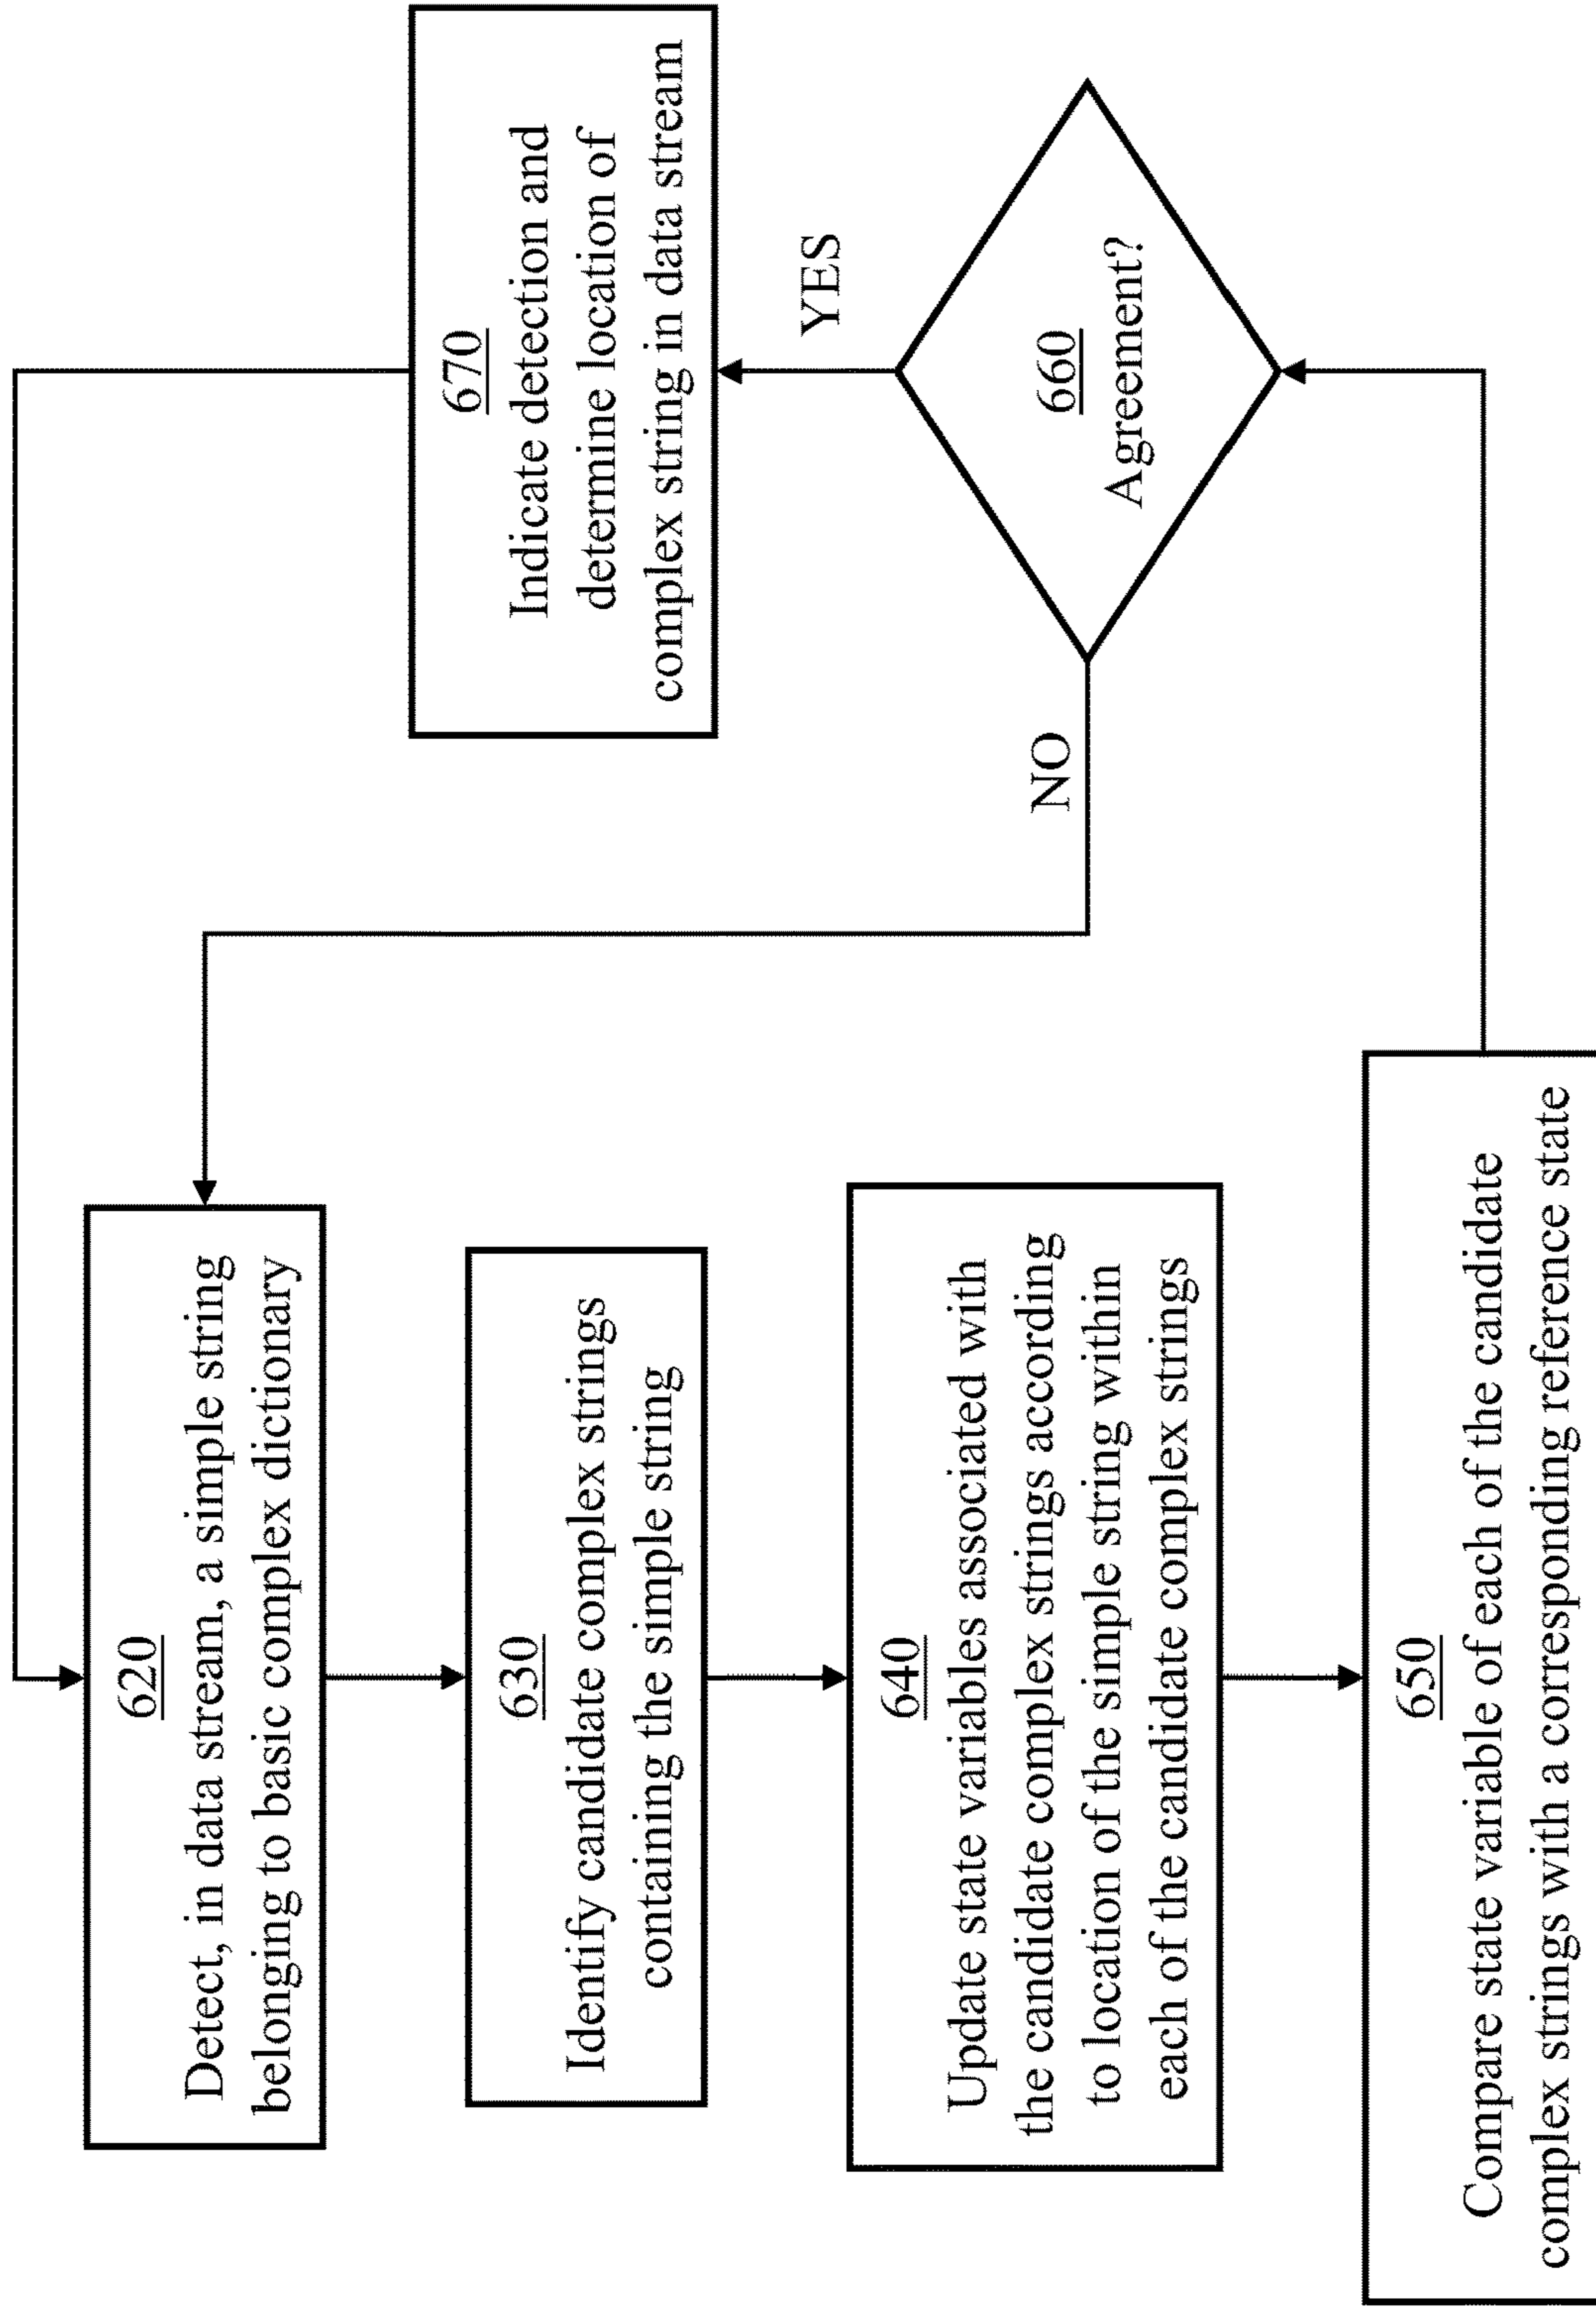 620
Detect, in data stream, a simple string
belonging to basic complex dictionary
630
Identify candidate complex strings
containing the simple string
640
Update state variables associated with
the candidate complex strings according
to location of the simple string within
each of the candidate complex strings
650
Compare state variable of each of the candidate
complex strings with a corresponding reference state
660
Agreement?
NO
YES
670
Indicate detection and
determine location of
complex string in data stream